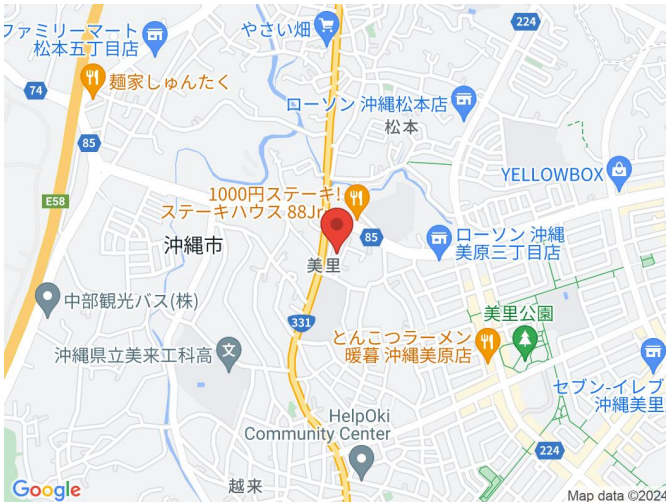 ファミリーマート
松本五丁目店
やさい畑
224
74
麺家しゅんたく
ローソン 沖縄松本店
松本
85
YELLOWBOX
1000円ステーキ!
ステーキハウス 88Jr
E58
沖縄市
85
ローソン 沖縄
美原三丁目店
美里
中部観光バス(株)
331
美里公園
とんこつラーメン
暖暮 沖縄美原店
沖縄県立美来工科高
文
セブン-イレブ
沖縄美里
HelpOki
Community Center
224
越来
Google
Map data ©2024